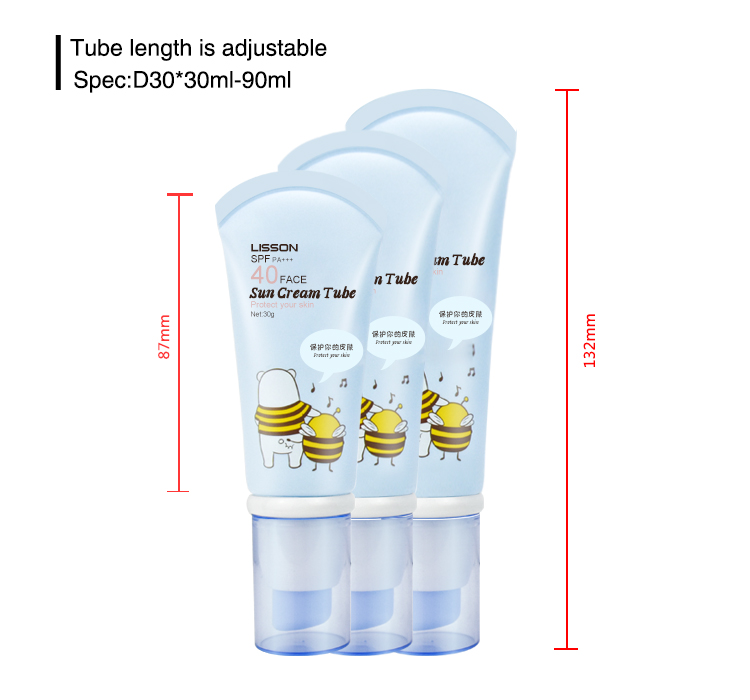 Tube length is adjustable
Spec:D30*30ml-90ml
87mm
132mm
LISSON
SPF PA+++
40 FACE
Sun Cream Tube
Protect your skin
Net:30g
保护你的皮肤
Protect your skin
n Tube
保护你的皮肤
Protect your skin
um Tube
kin
保护你的皮肤
Protect your skin